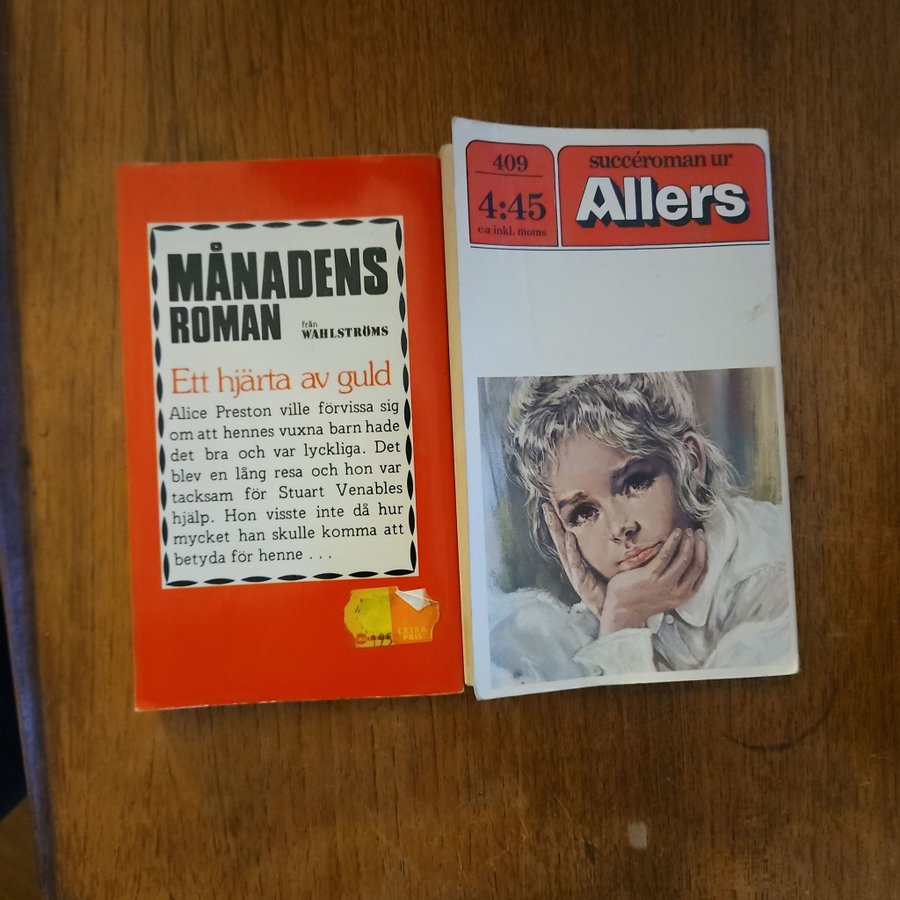 MÅNADENS
ROMAN från WAHLSTRÖMS
Ett hjärta av guld
Alice Preston ville förvissa sig
om att hennes vuxna barn hade
det bra och var lyckliga. Det
blev en lång resa och hon var
tacksam för Stuart Venables
hjälp. Hon visste inte då hur
mycket han skulle komma att
betyda för henne . . .
EXTRA
PRIS
409
4:45
c:a inkl. moms
succéroman ur
Allers